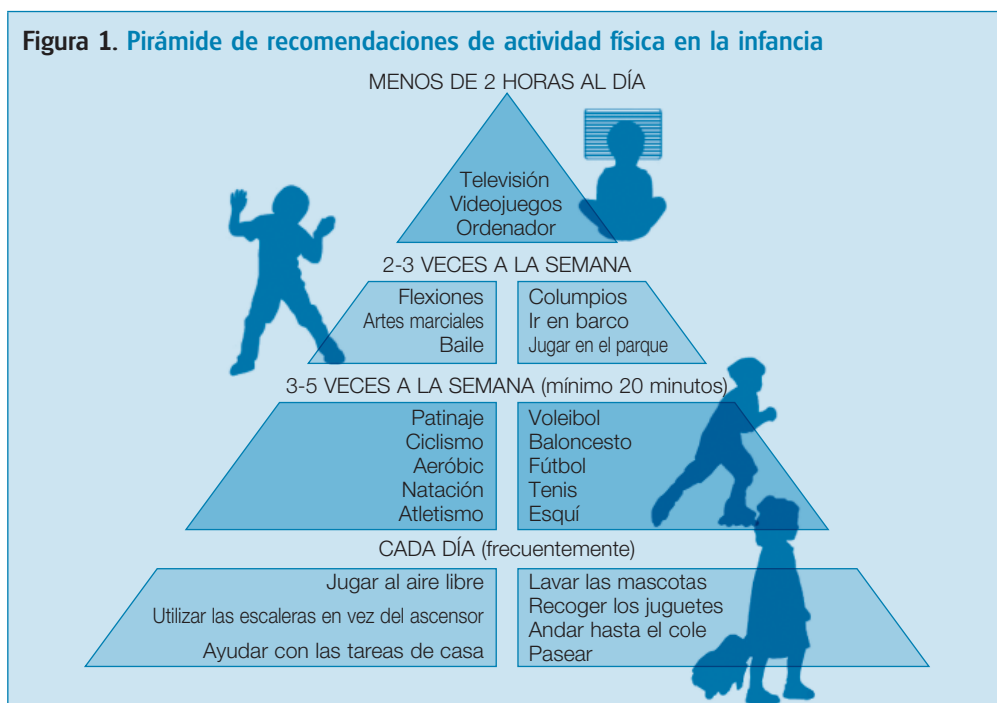 Figura 1. Pirámide de recomendaciones de actividad física en la infancia
MENOS DE 2 HORAS AL DÍA
Televisión
Videojuegos
Ordenador
2-3 VECES A LA SEMANA
Flexiones
Artes marciales
Baile
Columpios
Ir en barco
Jugar en el parque
3-5 VECES A LA SEMANA (mínimo 20 minutos)
Patinaje
Ciclismo
Aeróbic
Natación
Atletismo
Voleibol
Baloncesto
Fútbol
Tenis
Esquí
CADA DÍA (frecuentemente)
Jugar al aire libre
Utilizar las escaleras en vez del ascensor
Ayudar con las tareas de casa
Lavar las mascotas
Recoger los juguetes
Andar hasta el cole
Pasear